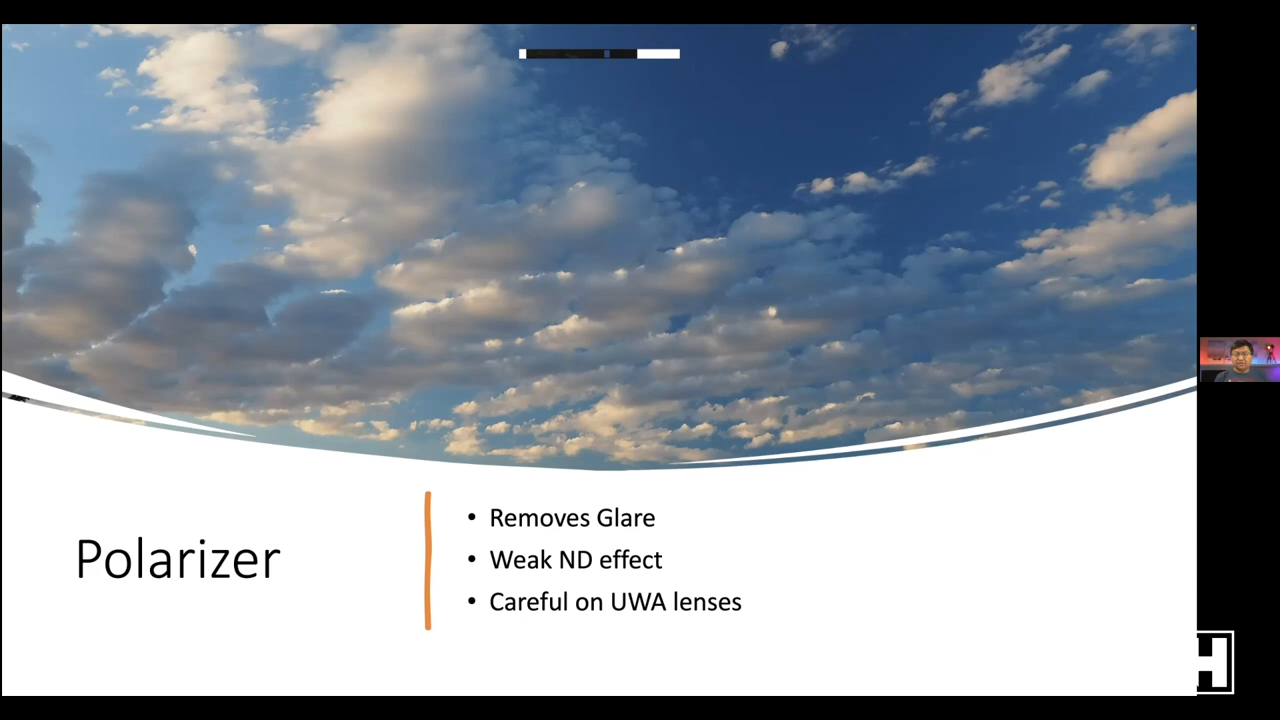 Polarizer
• Removes Glare
• Weak ND effect
• Careful on UWA lenses
H